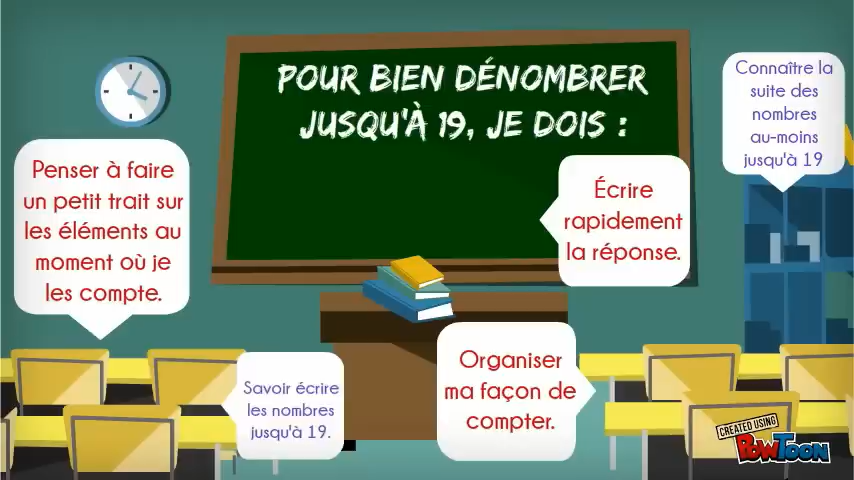 POUR BIEN DÉNOMBRER
JUSQU'À 19, JE DOIS :
Connaître la
suite des
nombres
au-moins
jusqu'à 19
Penser à faire
un petit trait sur
les éléments au
moment où je
les compte.
Écrire
rapidement
la réponse.
Organiser
ma façon de
compter.
Savoir écrire
les nombres
jusqu'à 19.
CREATED USING
POWTOON